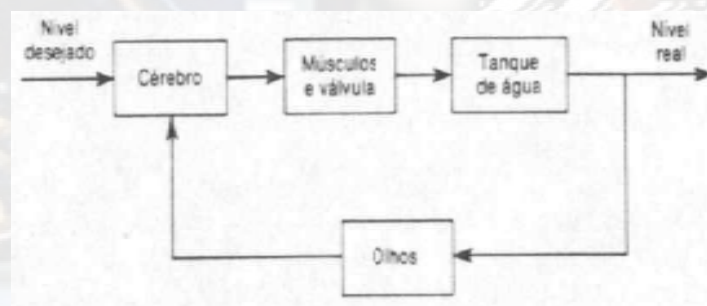 Nível
desejado
Cérebro
Músculos
e válvula
Tanque
de água
Nível
real
Olhos